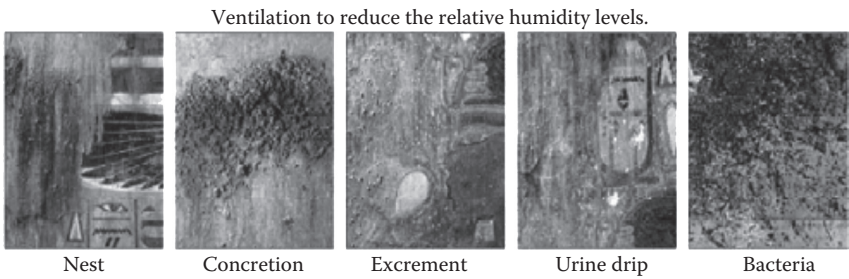 Ventilation to reduce the relative humidity levels.
Nest Concretion Excrement Urine drip Bacteria